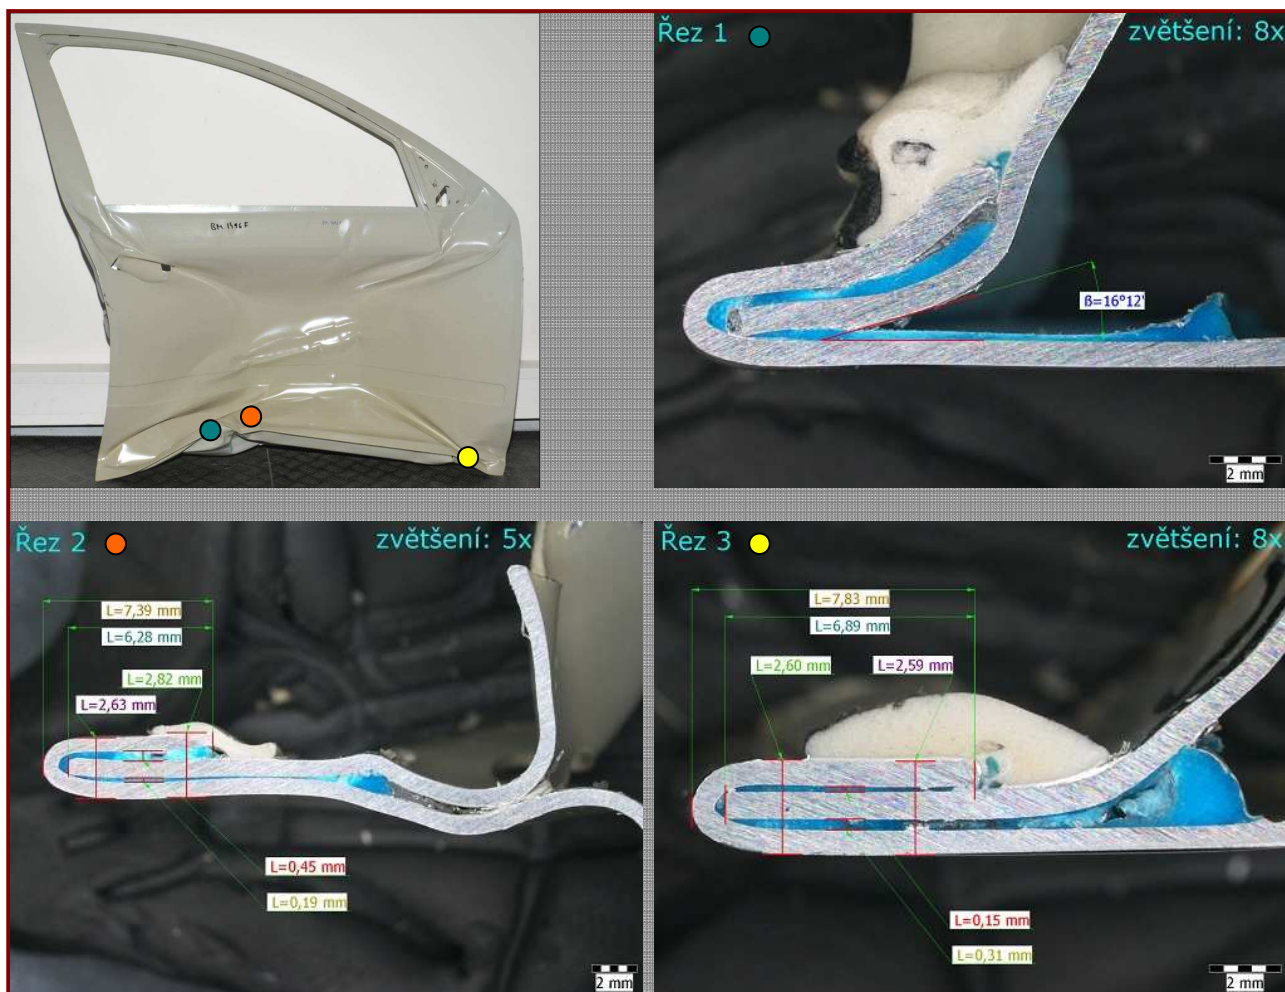 BM 1446 F
Řez 1
zvětšení: 8x
ß=16°12'
2 mm
Řez 2
zvětšení: 5x
L=7,39 mm
L=6,28 mm
L=2,82 mm
L=2,63 mm
L=0,45 mm
L=0,19 mm
2 mm
Řez 3
zvětšení: 8x
L=7,83 mm
L=6,89 mm
L=2,60 mm
L=2,59 mm
L=0,15 mm
L=0,31 mm
2 mm